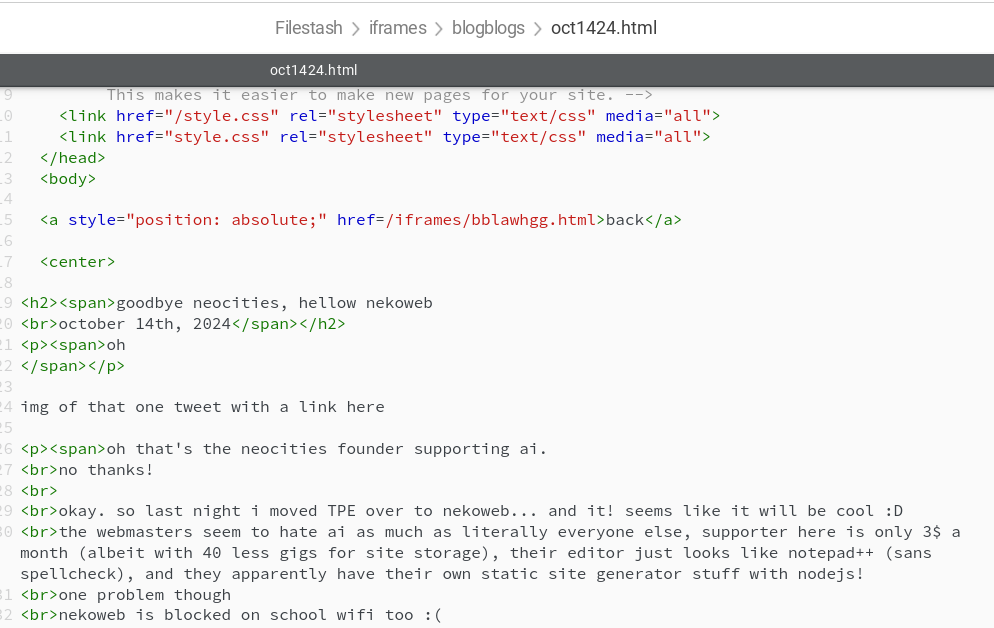 Filestash > iframes > blogblogs > oct1424.html
oct1424.html
9 This makes it easier to make new pages for your site. -->
0 <link href="/style.css" rel="stylesheet" type="text/css" media="all">
1 <link href="style.css" rel="stylesheet" type="text/css" media="all">
2 </head>
3 <body>
4
5 <a style="position: absolute;" href=/iframes/bblawhgg.html>back</a>
6
7 <center>
8
9 <h2><span>goodbye neocities, hellow nekoweb
20 <br>october 14th, 2024</span></h2>
21 <p><span>oh
22 </span></p>
23
24 img of that one tweet with a link here
25
26 <p><span>oh that's the neocities founder supporting ai.
27 <br>no thanks!
28 <br>
29 <br>okay. so last night i moved TPE over to nekoweb... and it! seems like it will be cool :D
30 <br>the webmasters seem to hate ai as much as literally everyone else, supporter here is only 3$ a
month (albeit with 40 less gigs for site storage), their editor just looks like notepad++ (sans
spellcheck), and they apparently have their own static site generator stuff with nodejs!
31 <br>one problem though
32 <br>nekoweb is blocked on school wifi too :(